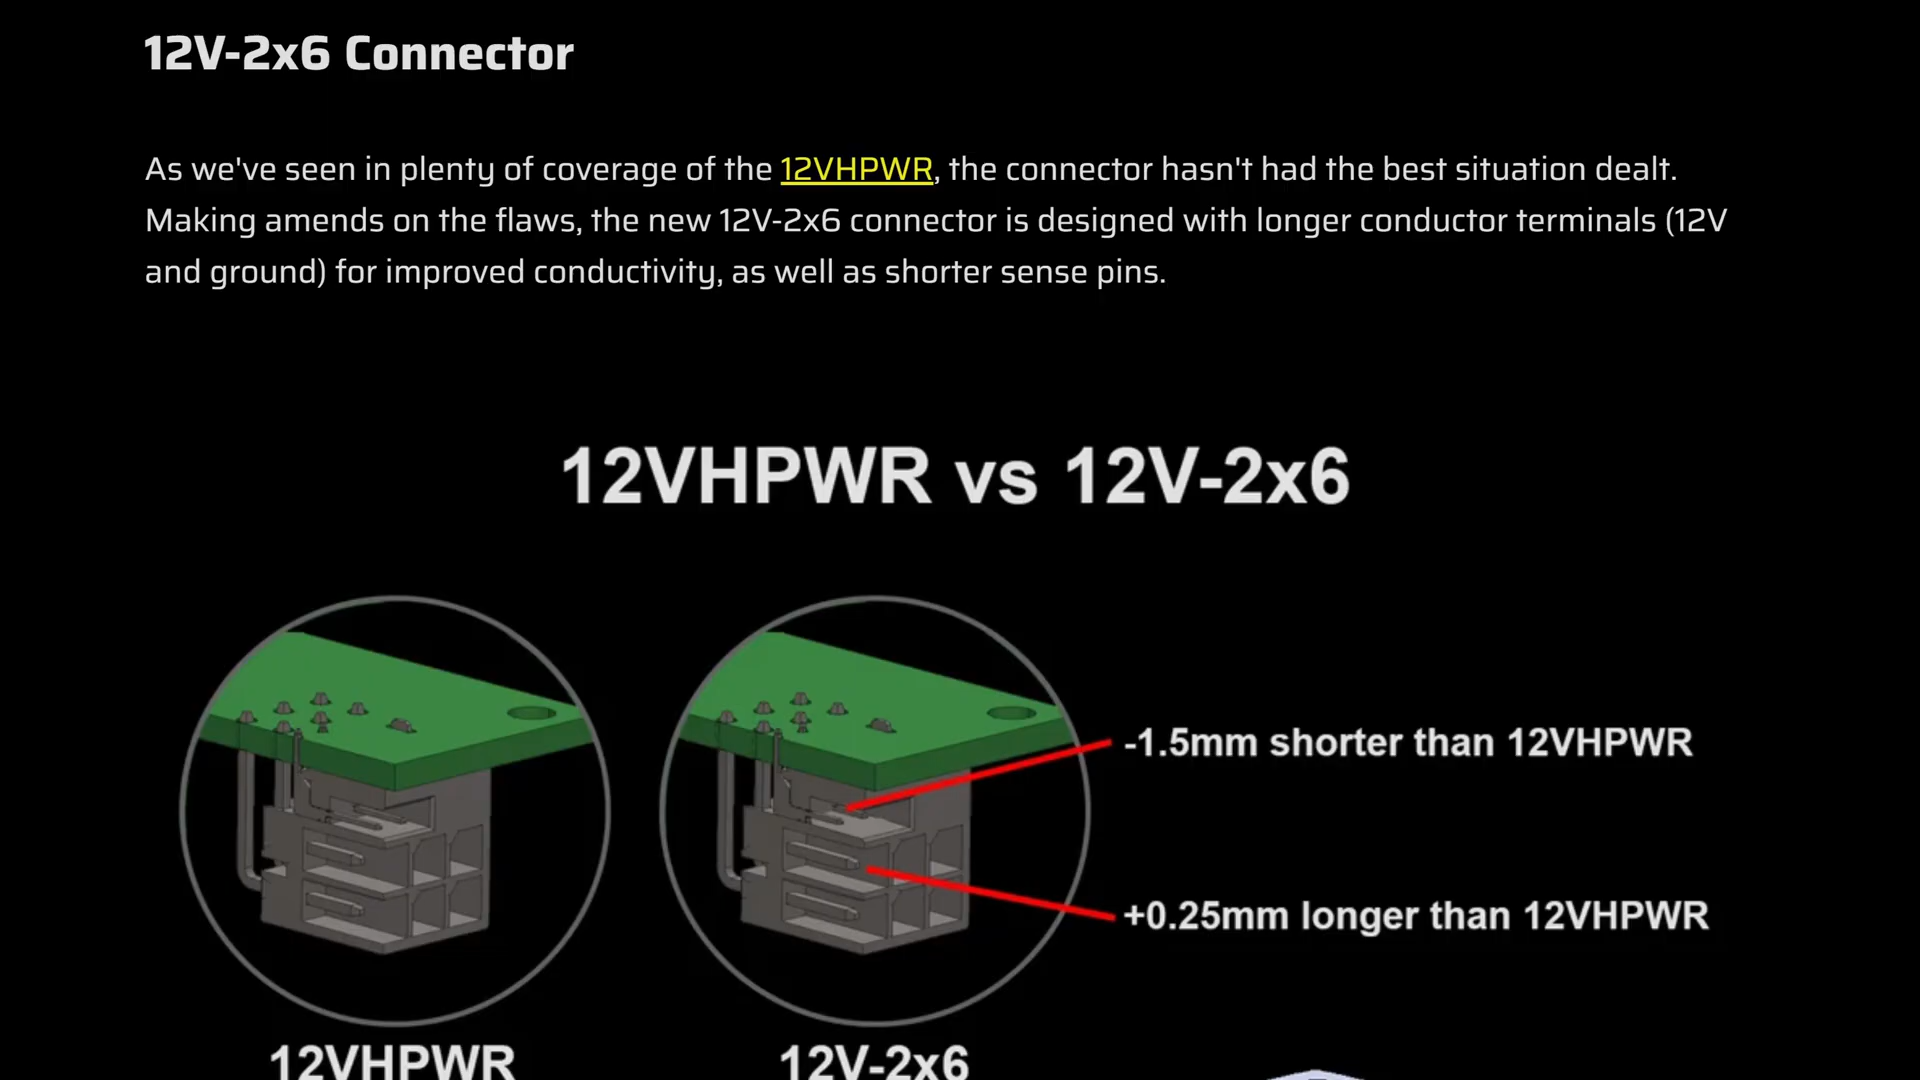 12V-2x6 Connector
As we've seen in plenty of coverage of the 12VHPWR, the connector hasn't had the best situation dealt.
Making amends on the flaws, the new 12V-2x6 connector is designed with longer conductor terminals (12V
and ground) for improved conductivity, as well as shorter sense pins.
12VHPWR vs 12V-2x6
-1.5mm shorter than 12VHPWR
+0.25mm longer than 12VHPWR
12VHPWR
12V-2x6